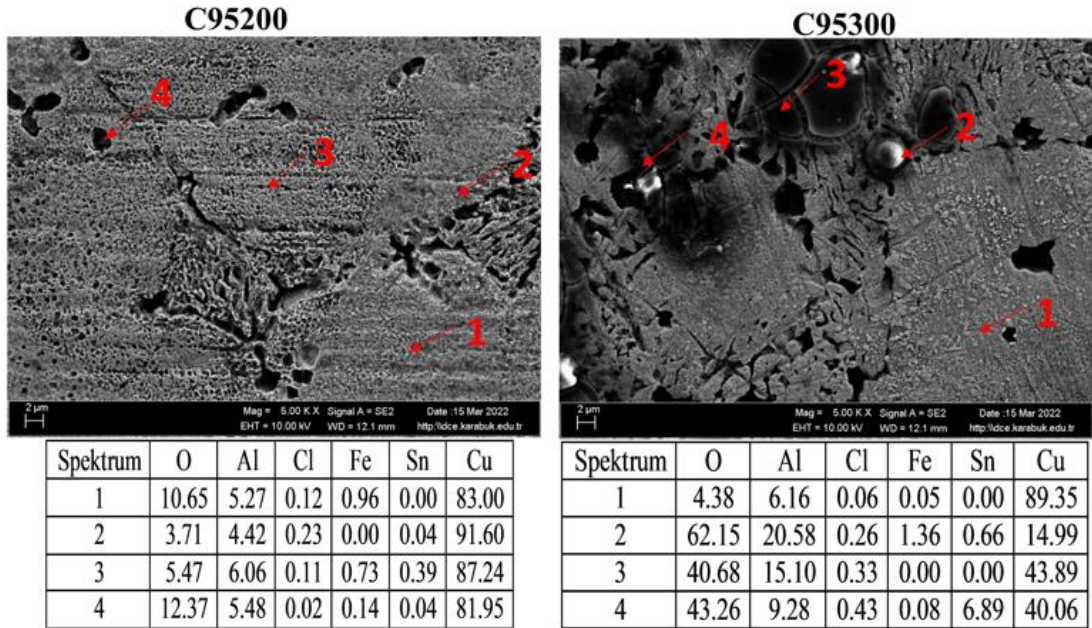 C95200
C95300
4
3
2
1
3
2
4
1
2 µm
Mag = 5.00 K X Signal A = SE2 Date :15 Mar 2022
EHT = 10.00 kV WD = 12.1 mm http://ldce.karabuk.edu.tr
2 µm
Mag = 5.00 K X Signal A = SE2 Date :15 Mar 2022
EHT = 10.00 kV WD = 12.1 mm http://ldce.karabuk.edu.tr
Spektrum O Al Cl Fe Sn Cu
1 10.65 5.27 0.12 0.96 0.00 83.00
2 3.71 4.42 0.23 0.00 0.04 91.60
3 5.47 6.06 0.11 0.73 0.39 87.24
4 12.37 5.48 0.02 0.14 0.04 81.95
Spektrum O Al Cl Fe Sn Cu
1 4.38 6.16 0.06 0.05 0.00 89.35
2 62.15 20.58 0.26 1.36 0.66 14.99
3 40.68 15.10 0.33 0.00 0.00 43.89
4 43.26 9.28 0.43 0.08 6.89 40.06